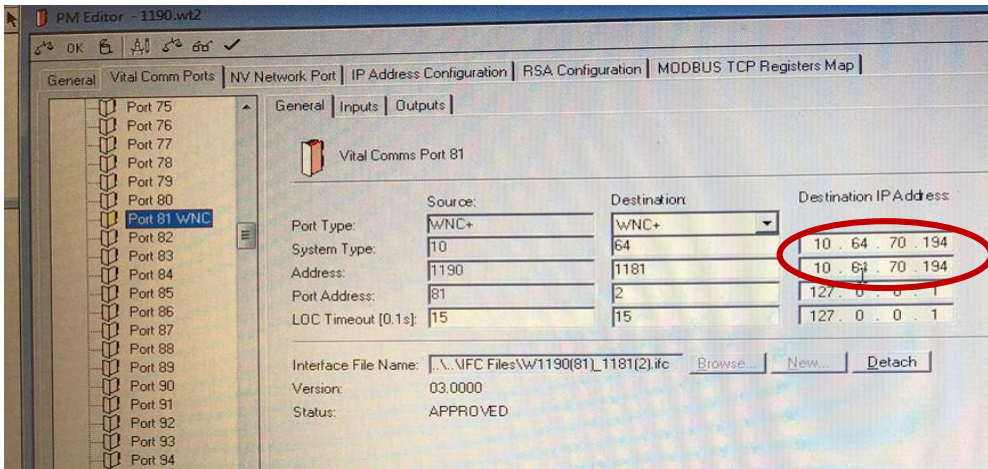 PM Editor - 1190.wt2
OK
General Vital Comm Ports NV Network Port IP Address Configuration RSA Configuration MODBUS TCP Registers Map
Port 75
Port 76
Port 77
Port 78
Port 79
Port 80
Port 81 WNC
Port 82
Port 83
Port 84
Port 85
Port 86
Port 87
Port 88
Port 89
Port 90
Port 91
Port 92
Port 93
Port 94
General Inputs Outputs
Vital Comms Port 81
Source: Destination: Destination IP Address:
Port Type: WNC+ WNC+
System Type: 10 64 10 . 64 . 70 . 194
Address: 1190 1181 10 . . 70 . 194
Port Address: 81 2 127 . 0 . 0 . 1
LOC Timeout [0.1s]: 15 15 127 . 0 . 0 . 1
Interface File Name: ..\..\IFC Files\W1190(81)_1181(2).ifc Browse... New... Detach
Version: 03.0000
Status: APPROVED